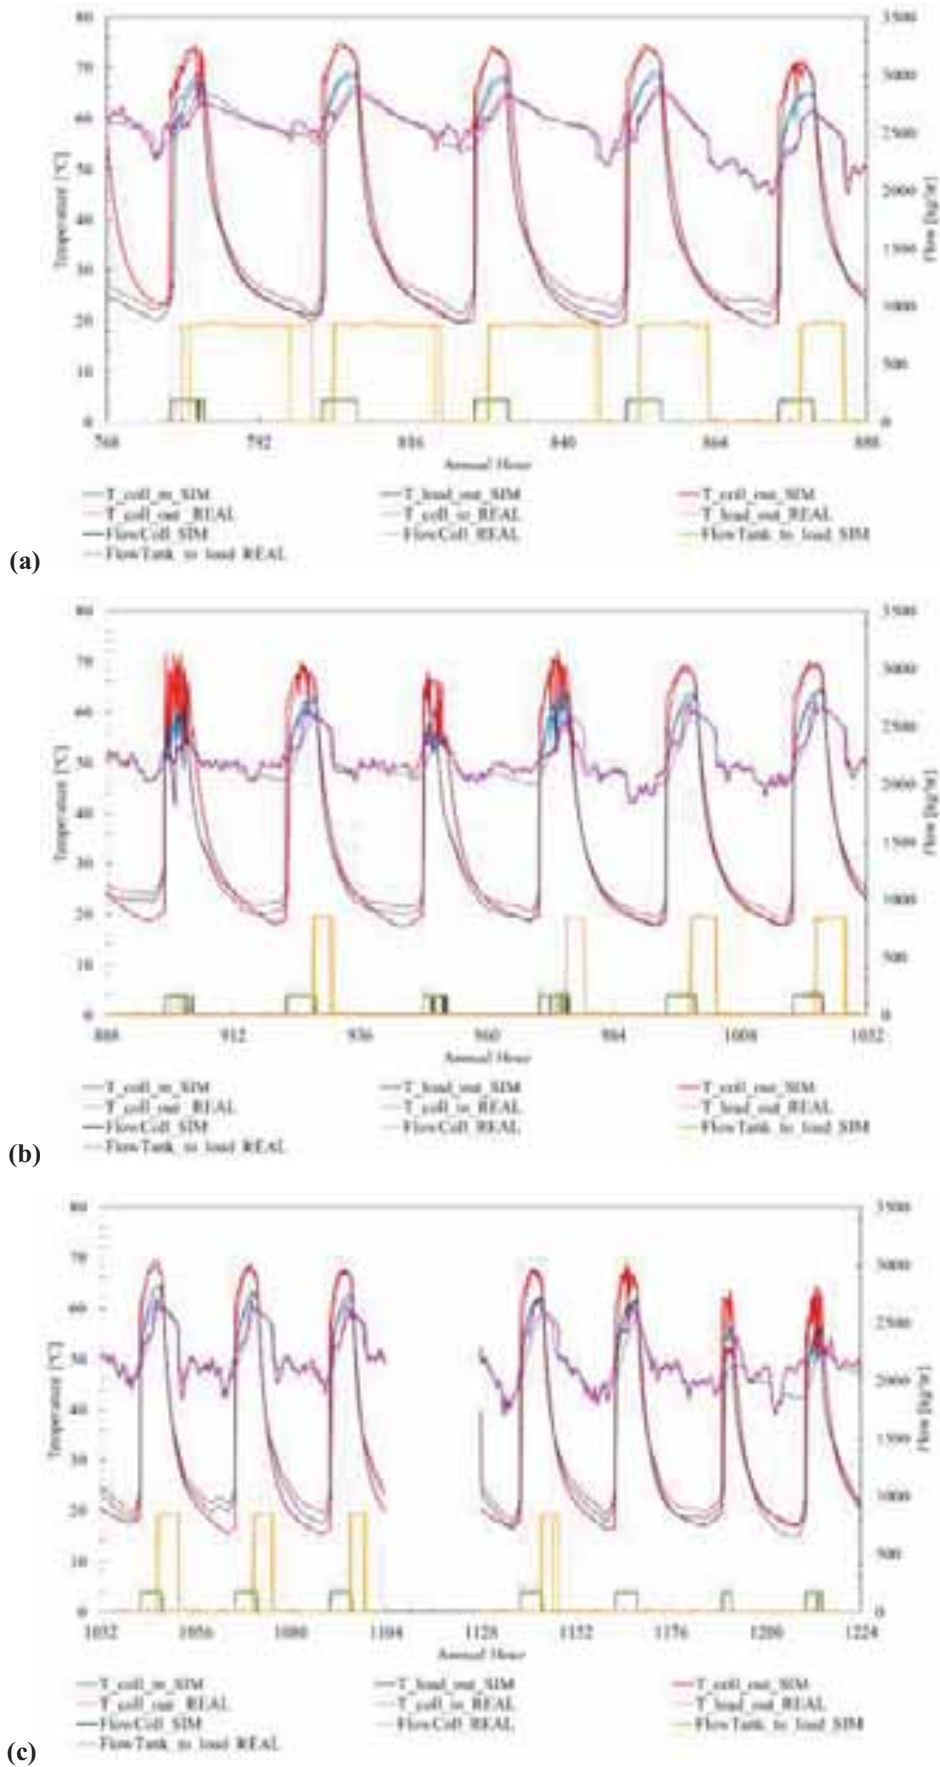 80 3500
70 3000
60 2500
50 2000
40 1500
30 1000
20 500
10 0
0
Temperature [°C]
Flow [kg/hr]
768 792 816 840 864 888
Annual Hour
T_coll_in_SIM T_load_out_SIM T_coll_out_SIM
T_coll_out_REAL T_coll_in_REAL T_load_out_REAL
FlowColl_SIM FlowColl_REAL FlowTank_to_load_SIM
FlowTank_to_load_REAL
(a)
80 3500
70 3000
60 2500
50 2000
40 1500
30 1000
20 500
10 0
0
Temperature [°C]
Flow [kg/hr]
888 912 936 960 984 1008 1032
Annual Hour
T_coll_in_SIM T_load_out_SIM T_coll_out_SIM
T_coll_out_REAL T_coll_in_REAL T_load_out_REAL
FlowColl_SIM FlowColl_REAL FlowTank_to_load_SIM
FlowTank_to_load_REAL
(b)
80 3500
70 3000
60 2500
50 2000
40 1500
30 1000
20 500
10 0
0
Temperature [°C]
Flow [kg/hr]
1032 1056 1080 1104 1128 1152 1176 1200 1224
Annual Hour
T_coll_in_SIM T_load_out_SIM T_coll_out_SIM
T_coll_out_REAL T_coll_in_REAL T_load_out_REAL
FlowColl_SIM FlowColl_REAL FlowTank_to_load_SIM
FlowTank_to_load_REAL
(c)